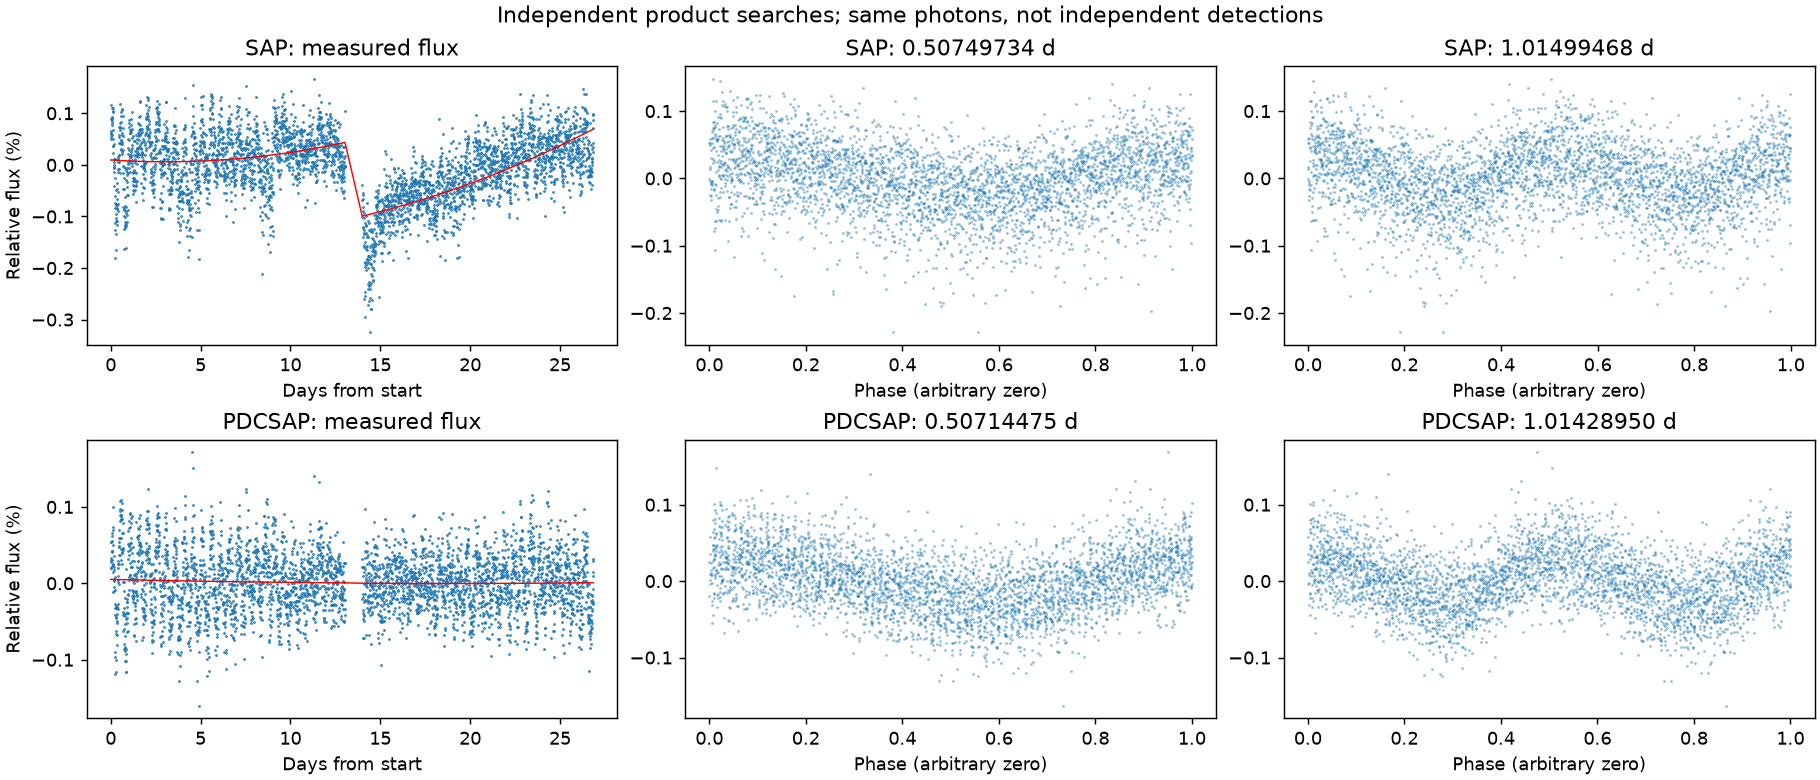 Independent product searches; same photons, not independent detections
SAP: measured flux
SAP: 0.50749734 d
SAP: 1.01499468 d
Relative flux (%)
0.1
0.0
−0.1
−0.2
−0.3
0 5 10 15 20 25
Days from start
0.1
0.0
−0.1
−0.2
0.0 0.2 0.4 0.6 0.8 1.0
Phase (arbitrary zero)
0.1
0.0
−0.1
−0.2
0.0 0.2 0.4 0.6 0.8 1.0
Phase (arbitrary zero)
PDCSAP: measured flux
PDCSAP: 0.50714475 d
PDCSAP: 1.01428950 d
Relative flux (%)
0.1
0.0
−0.1
0 5 10 15 20 25
Days from start
0.1
0.0
−0.1
0.0 0.2 0.4 0.6 0.8 1.0
Phase (arbitrary zero)
0.1
0.0
−0.1
0.0 0.2 0.4 0.6 0.8 1.0
Phase (arbitrary zero)